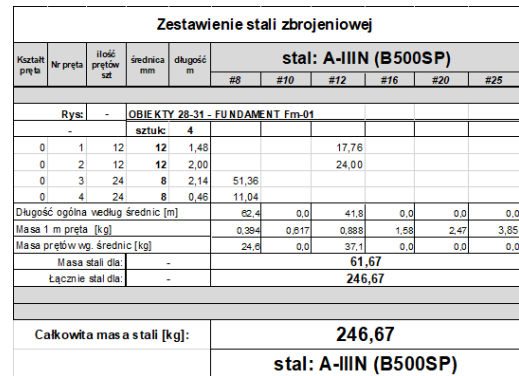 Zestawienie stali zbrojeniowej
Kształt pręta Nr pręta ilość prętów szt średnica mm długość m stal: A-IIIN (B500SP)
#8 #10 #12 #16 #20 #25
Rys: - OBIEKTY 28-31 - FUNDAMENT Fm-01
- sztuk: 4
0 1 12 12 1,48 17,76
0 2 12 12 2,00 24,00
0 3 24 8 2,14 51,36
0 4 24 8 0,46 11,04
Długość ogólna według średnic [m] 62,4 0,0 41,8 0,0 0,0 0,0
Masa 1 m pręta [kg] 0,394 0,617 0,888 1,58 2,47 3,85
Masa prętów wg. średnic [kg] 24,6 0,0 37,1 0,0 0,0 0,0
Masa stali dla: - 61,67
Łącznie stal dla: - 246,67
Całkowita masa stali [kg]: 246,67
stal: A-IIIN (B500SP)